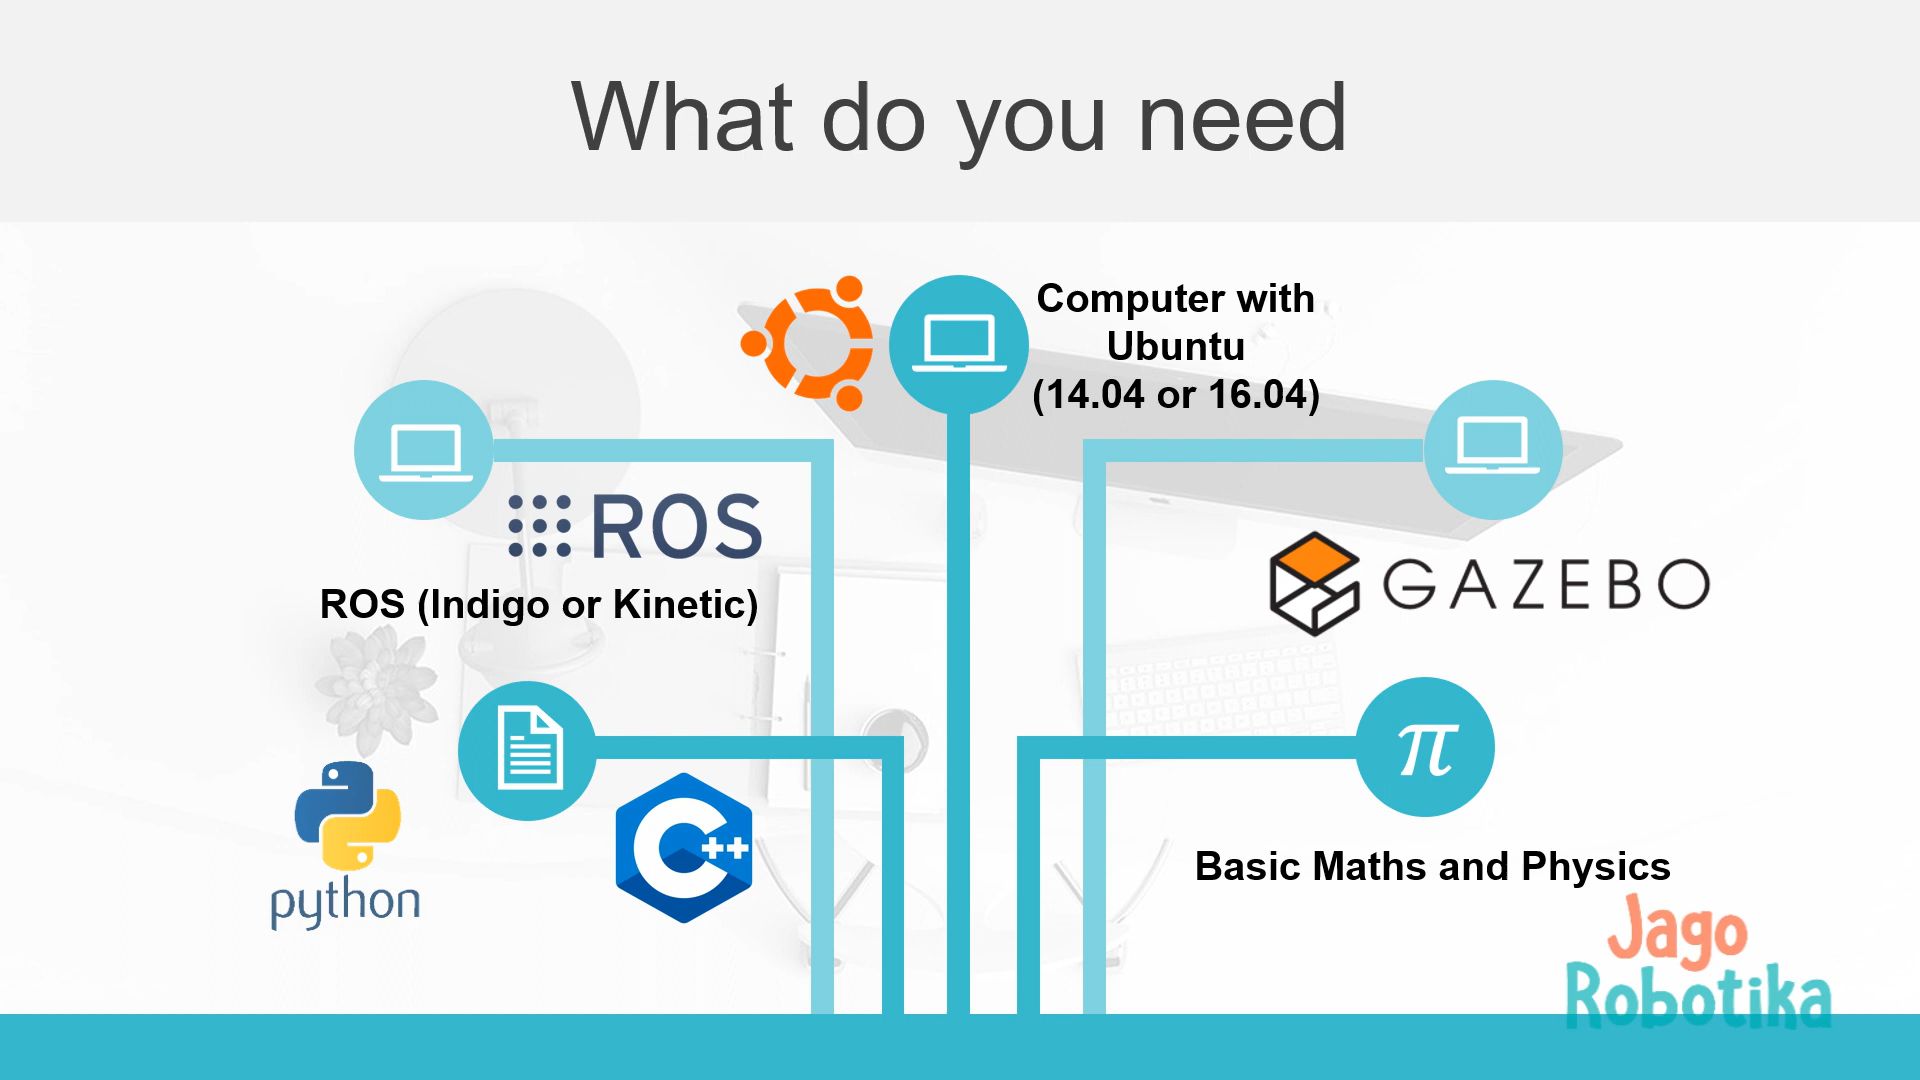 What do you need
Computer with
Ubuntu
(14.04 or 16.04)
ROS
ROS (Indigo or Kinetic)
GAZEBO
π
python
C++
Basic Maths and Physics
Jago
Robotika